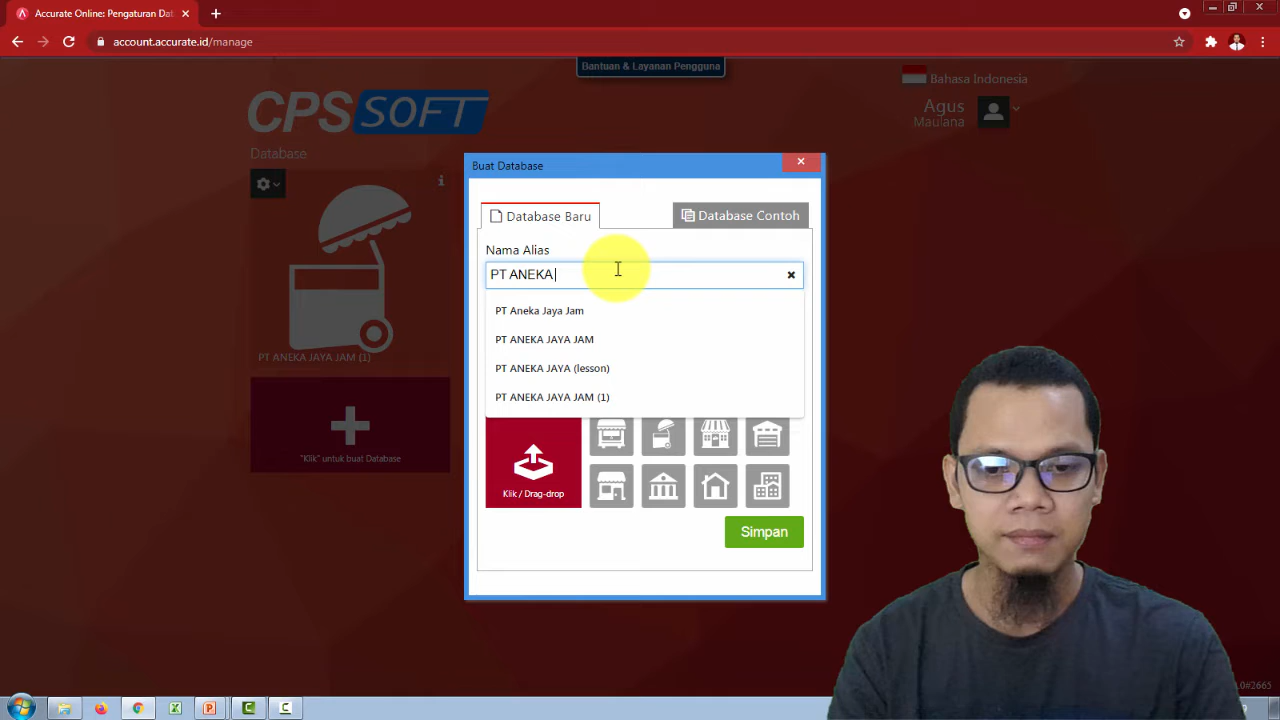 Accurate Online: Pengaturan Dat
account.accurate.id/manage
Bantuan & Layanan Pengguna
Bahasa Indonesia
CPSSOFT
Agus
Maulana
Database
PT ANEKA JAYA JAM (1)
"Klik" untuk buat Database
Buat Database
Database Baru
Database Contoh
Nama Alias
PT ANEKA
PT Aneka Jaya Jam
PT ANEKA JAYA JAM
PT ANEKA JAYA (lesson)
PT ANEKA JAYA JAM (1)
Klik / Drag-drop
Simpan